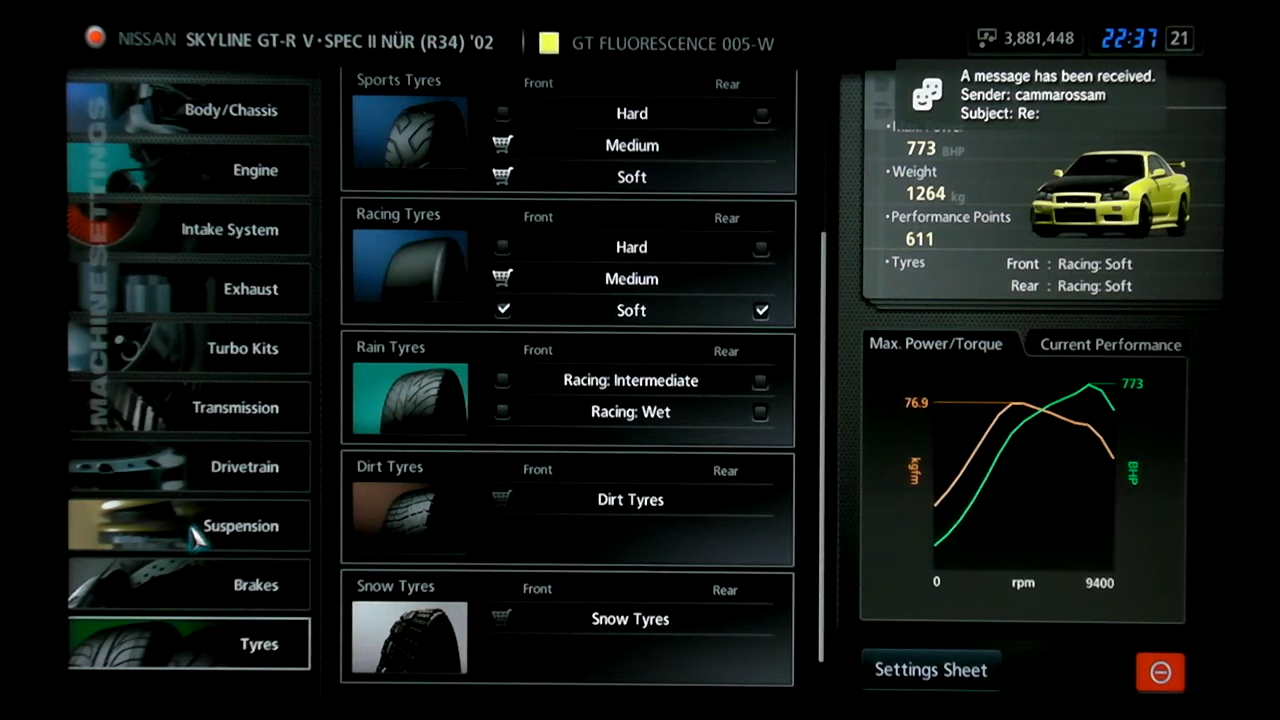 NISSAN SKYLINE GT-R V・SPEC II NÜR (R34) '02
GT FLUORESCENCE 005-W
3,881,448
22:37
21
MACHINE SETTINGS
Body/Chassis
Engine
Intake System
Exhaust
Turbo Kits
Transmission
Drivetrain
Suspension
Brakes
Tyres
Sports Tyres
Front
Rear
Hard
Medium
Soft
Racing Tyres
Front
Rear
Hard
Medium
Soft
Rain Tyres
Front
Rear
Racing: Intermediate
Racing: Wet
Dirt Tyres
Front
Rear
Dirt Tyres
Snow Tyres
Front
Rear
Snow Tyres
A message has been received.
Sender: cammarossam
Subject: Re:
773 BHP
・Weight
1264 kg
・Performance Points
611
・Tyres
Front : Racing: Soft
Rear : Racing: Soft
Max. Power/Torque
Current Performance
76.9
773
kgfm
BHP
0
rpm
9400
Settings Sheet